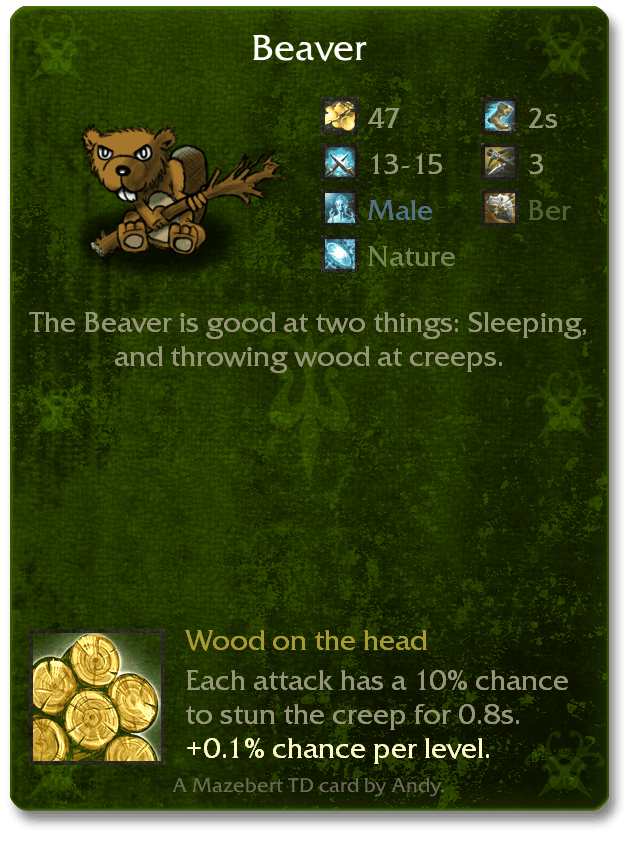 Beaver
47
2s
13-15
3
Male
Ber
Nature
The Beaver is good at two things: Sleeping,
and throwing wood at creeps.
Wood on the head
Each attack has a 10% chance
to stun the creep for 0.8s.
+0.1% chance per level.
A Mazebert TD card by Andy.